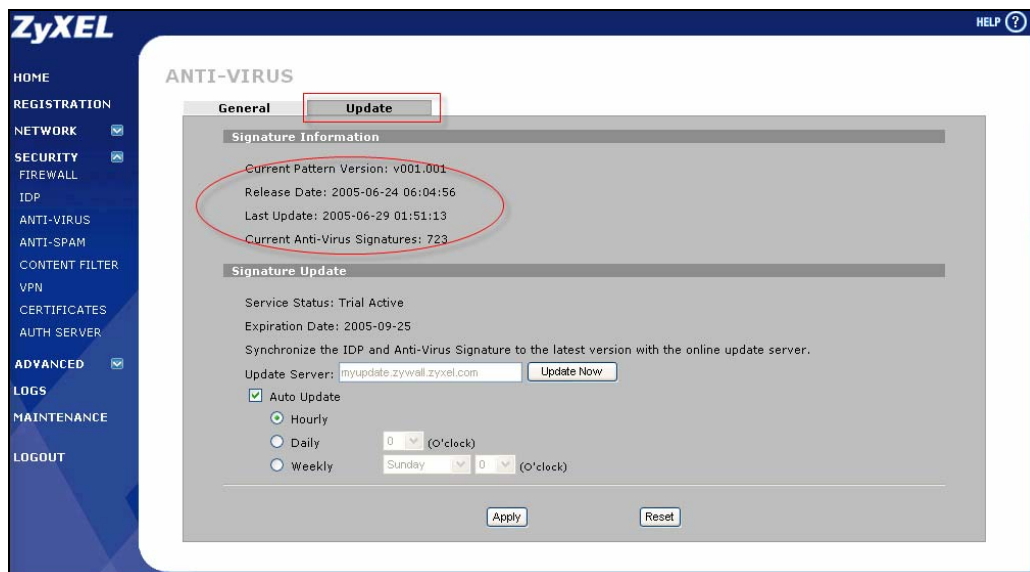 ZyXEL
HELP ?
HOME
REGISTRATION
NETWORK
SECURITY
FIREWALL
IDP
ANTI-VIRUS
ANTI-SPAM
CONTENT FILTER
VPN
CERTIFICATES
AUTH SERVER
ADVANCED
LOGS
MAINTENANCE
LOGOUT
ANTI-VIRUS
General Update
Signature Information
Current Pattern Version: v001.001
Release Date: 2005-06-24 06:04:56
Last Update: 2005-06-29 01:51:13
Current Anti-Virus Signatures: 723
Signature Update
Service Status: Trial Active
Expiration Date: 2005-09-25
Synchronize the IDP and Anti-Virus Signature to the latest version with the online update server.
Update Server: myupdate.zywall.zyxel.com Update Now
Auto Update
Hourly
Daily 0 (O'clock)
Weekly Sunday 0 (O'clock)
Apply Reset